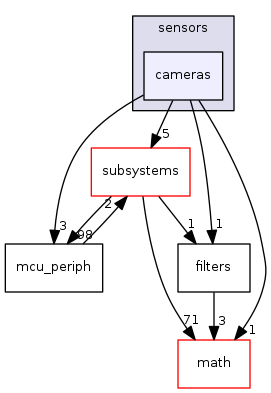 sensors
cameras
5
subsystems
3
98
2
1
1
mcu_periph
filters
71
3
1
math